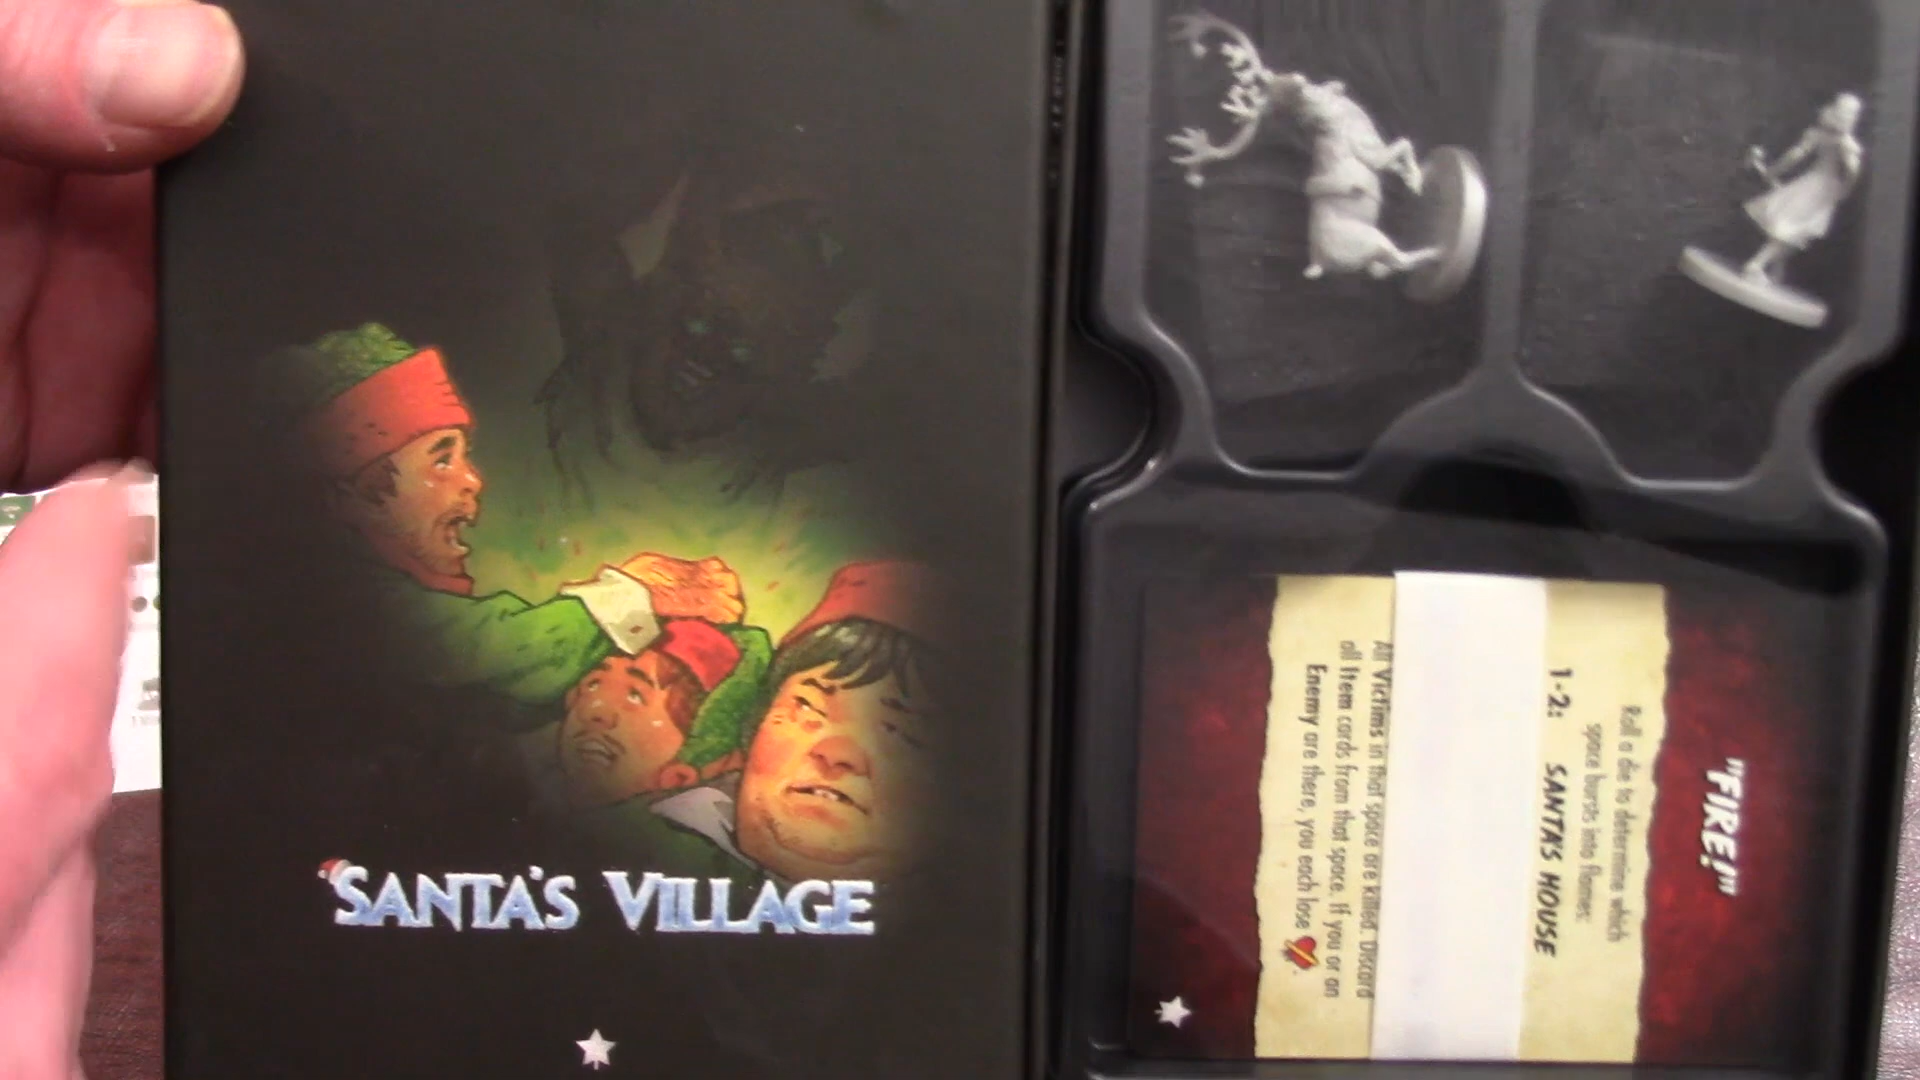 SANTA'S VILLAGE
"FIRE!"
Roll a die to determine which
space bursts into flames:
1-2: SANTA'S HOUSE
All Victims in that space are killed. Discard
all Item cards from that space. If you or an
Enemy are there, you each lose